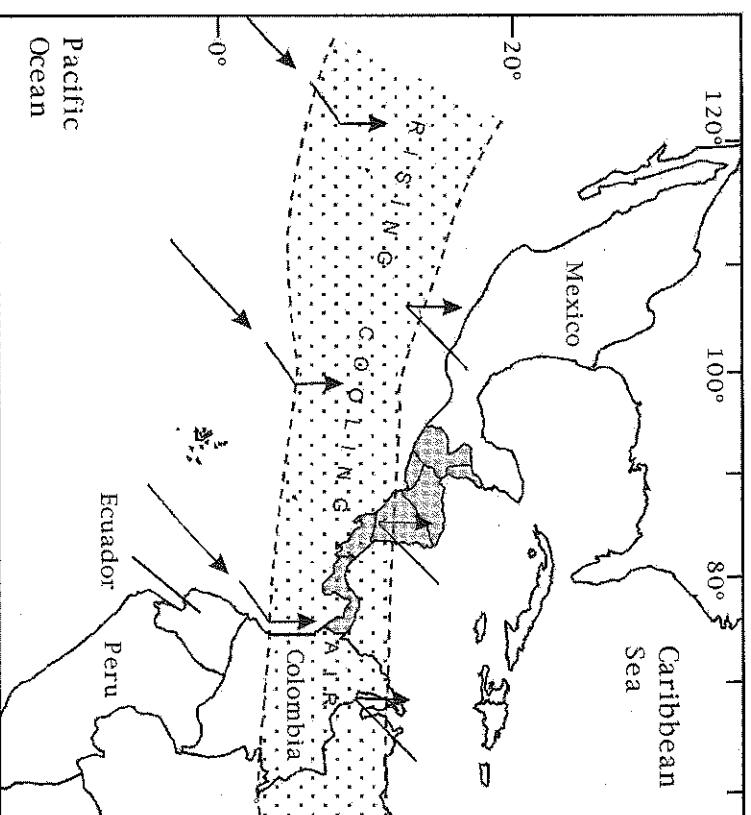 120°
100°
80°
20°
0°
Mexico
Caribbean
Sea
RISING COOLING AIR
Colombia
Ecuador
Peru
Pacific
Ocean